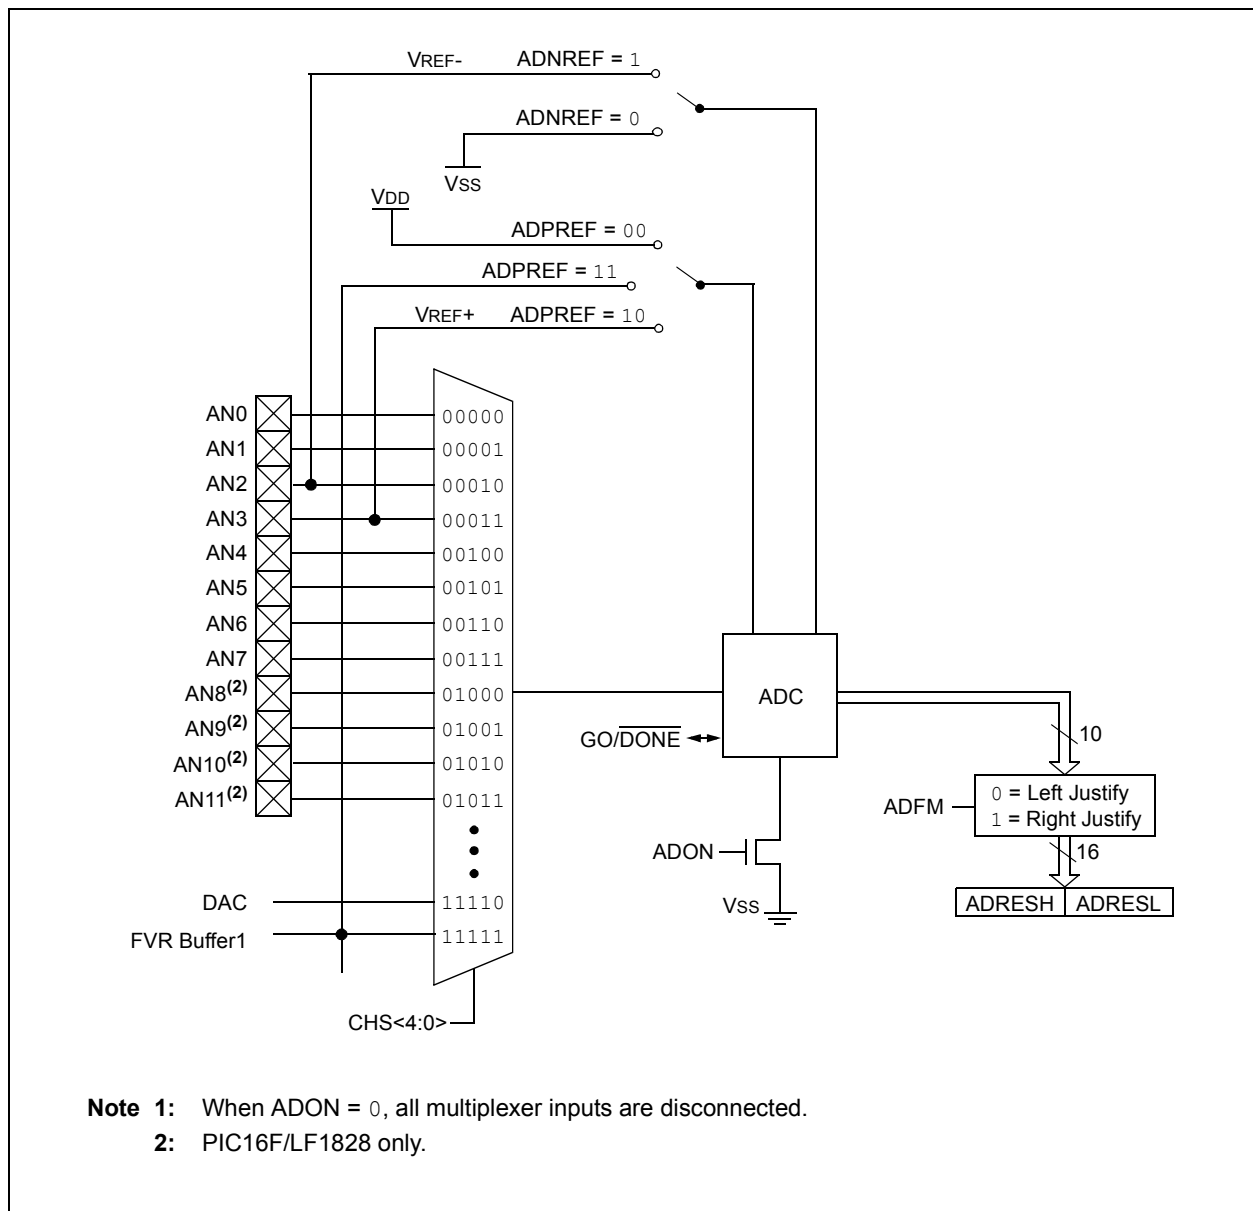 VREF- ADNREF = 1
ADNREF = 0
VSS
VDD
ADPREF = 00
ADPREF = 11
VREF+ ADPREF = 10
AN0 00000
AN1 00001
AN2 00010
AN3 00011
AN4 00100
AN5 00101
AN6 00110
AN7 00111
AN8(2) 01000
ADC
AN9(2) 01001
GO/DONE
10
AN10(2) 01010
AN11(2) 01011
ADFM
0 = Left Justify
1 = Right Justify
ADON
16
DAC 11110
VSS
ADRESH ADRESL
FVR Buffer1 11111
CHS<4:0>
Note 1: When ADON = 0, all multiplexer inputs are disconnected.
2: PIC16F/LF1828 only.